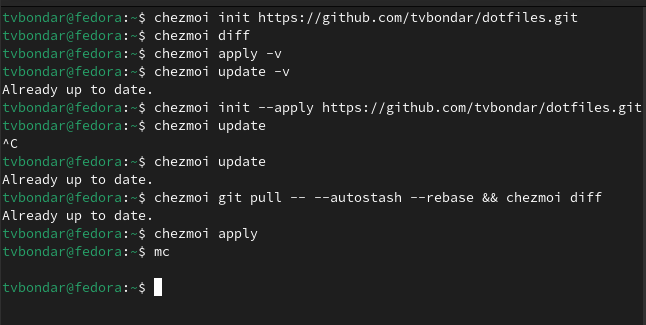 tvbondar@fedora:~$ chezmoi init https://github.com/tvbondar/dotfiles.git
tvbondar@fedora:~$ chezmoi diff
tvbondar@fedora:~$ chezmoi apply -v
tvbondar@fedora:~$ chezmoi update -v
Already up to date.
tvbondar@fedora:~$ chezmoi init --apply https://github.com/tvbondar/dotfiles.git
tvbondar@fedora:~$ chezmoi update
^C
tvbondar@fedora:~$ chezmoi update
Already up to date.
tvbondar@fedora:~$ chezmoi git pull -- --autostash --rebase && chezmoi diff
Already up to date.
tvbondar@fedora:~$ chezmoi apply
tvbondar@fedora:~$ mc
tvbondar@fedora:~$